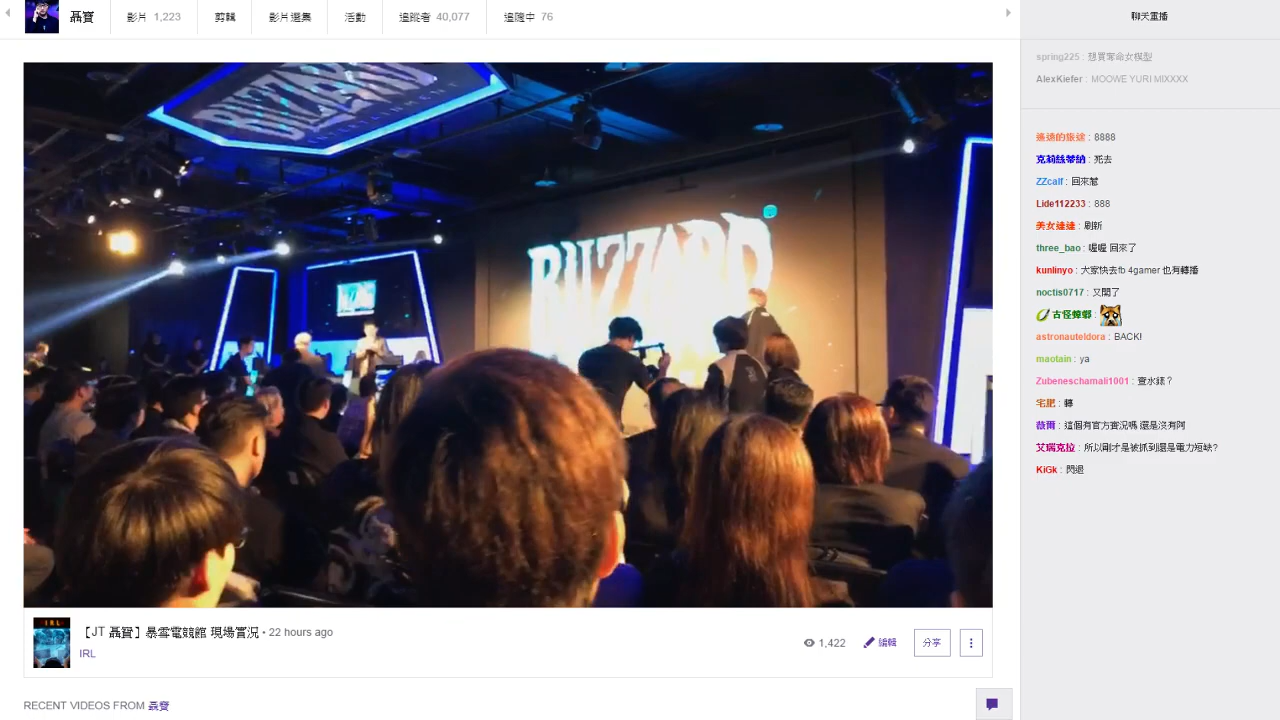 聶寶
影片 1,223
剪輯
影片選集
活動
追蹤者 40,077
追隨中 76
聊天重播
spring225 : 想買奪命女模型
AlexKiefer : MOOWE YURI MIXXXX
遙遠的旅途 : 8888
克莉絲蒂納 : 死去
ZZcalf : 回來惹
Lide112233 : 888
美女達達 : 刷新
three_bao : 喔喔 回來了
kunlinyo : 大家快去fb 4gamer 也有轉播
noctis0717 : 又開了
古怪蟑螂 :
astronauteldora : BACK!
maotain : ya
Zubeneschamali1001 : 壹水錶？
宅肥 : 轉
薇爾 : 這個有官方實況嗎 還是沒有阿
艾瑞克拉 : 所以剛才是被抓到還是電力短缺?
KiGk : 閃退
BLIZZARD
BLIZZARD
IRL
【JT 聶寶】暴雪電競館 現場實況 • 22 hours ago
IRL
1,422
編輯
分享
RECENT VIDEOS FROM 聶寶